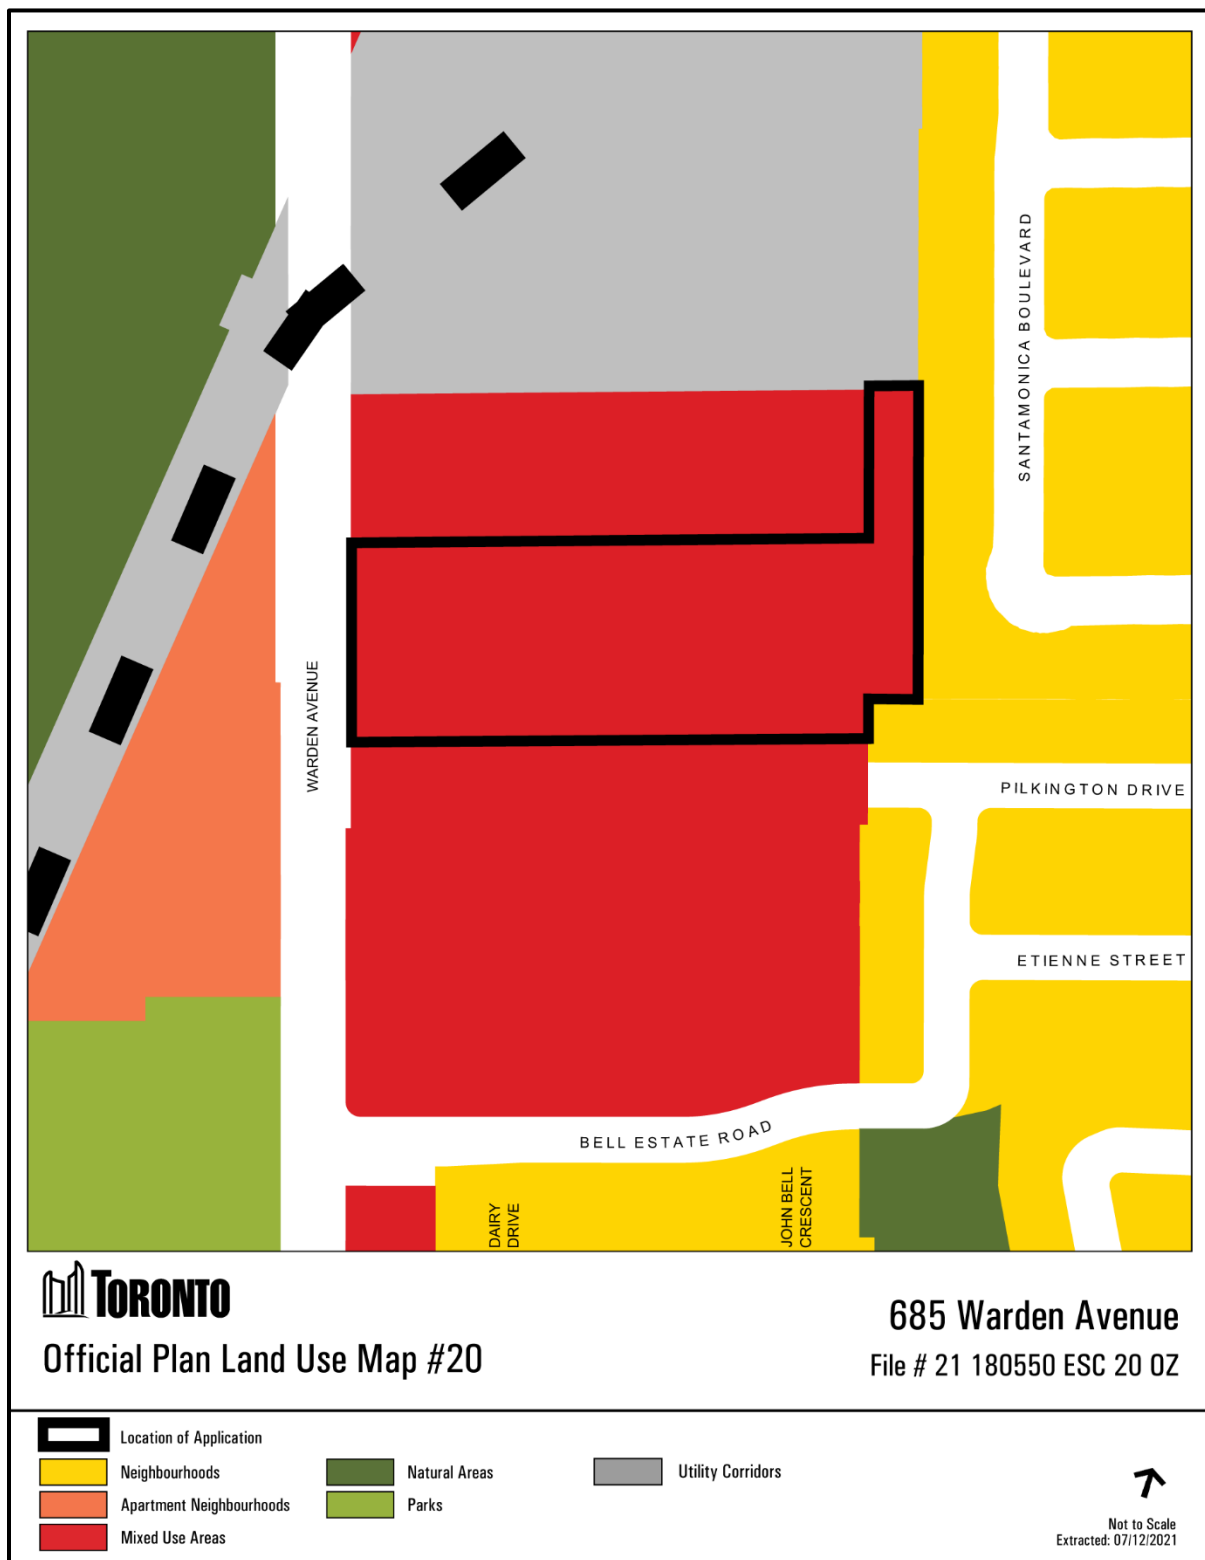 SANTAMONICA BOULEVARD
WARDEN AVENUE
PILKINGTON DRIVE
ETIENNE STREET
BELL ESTATE ROAD
DAIRY
DRIVE
JOHN BELL
CRESCENT
TORONTO
Official Plan Land Use Map #20
685 Warden Avenue
File # 21 180550 ESC 20 OZ
Location of Application
Neighbourhoods
Apartment Neighbourhoods
Mixed Use Areas
Natural Areas
Parks
Utility Corridors
Not to Scale
Extracted: 07/12/2021